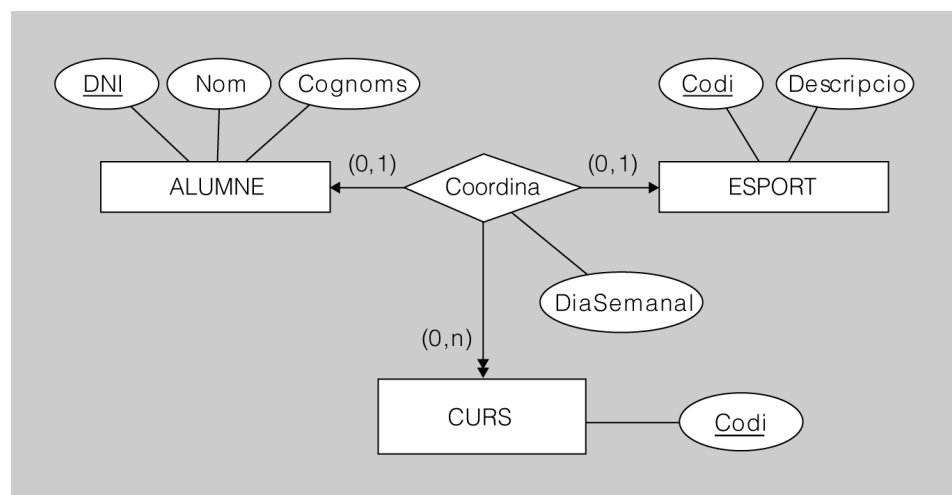 DNI
Nom
Cognoms
Codi
Descripcio
(0,1)
(0,1)
ALUMNE
Coordina
ESPORT
DiaSemanal
(0,n)
CURS
Codi